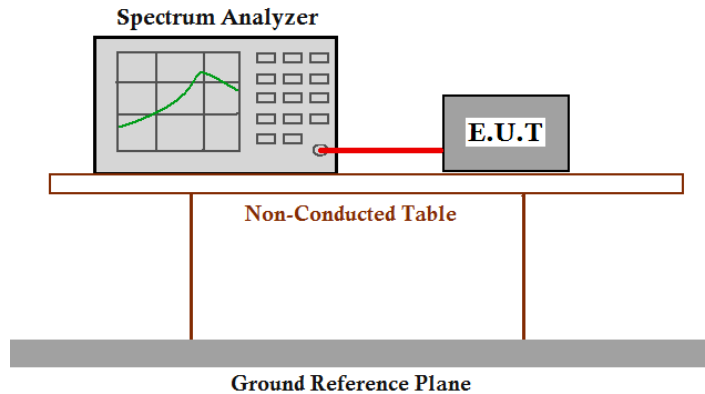 Spectrum Analyzer
E.U.T
Non-Conducted Table
Ground Reference Plane